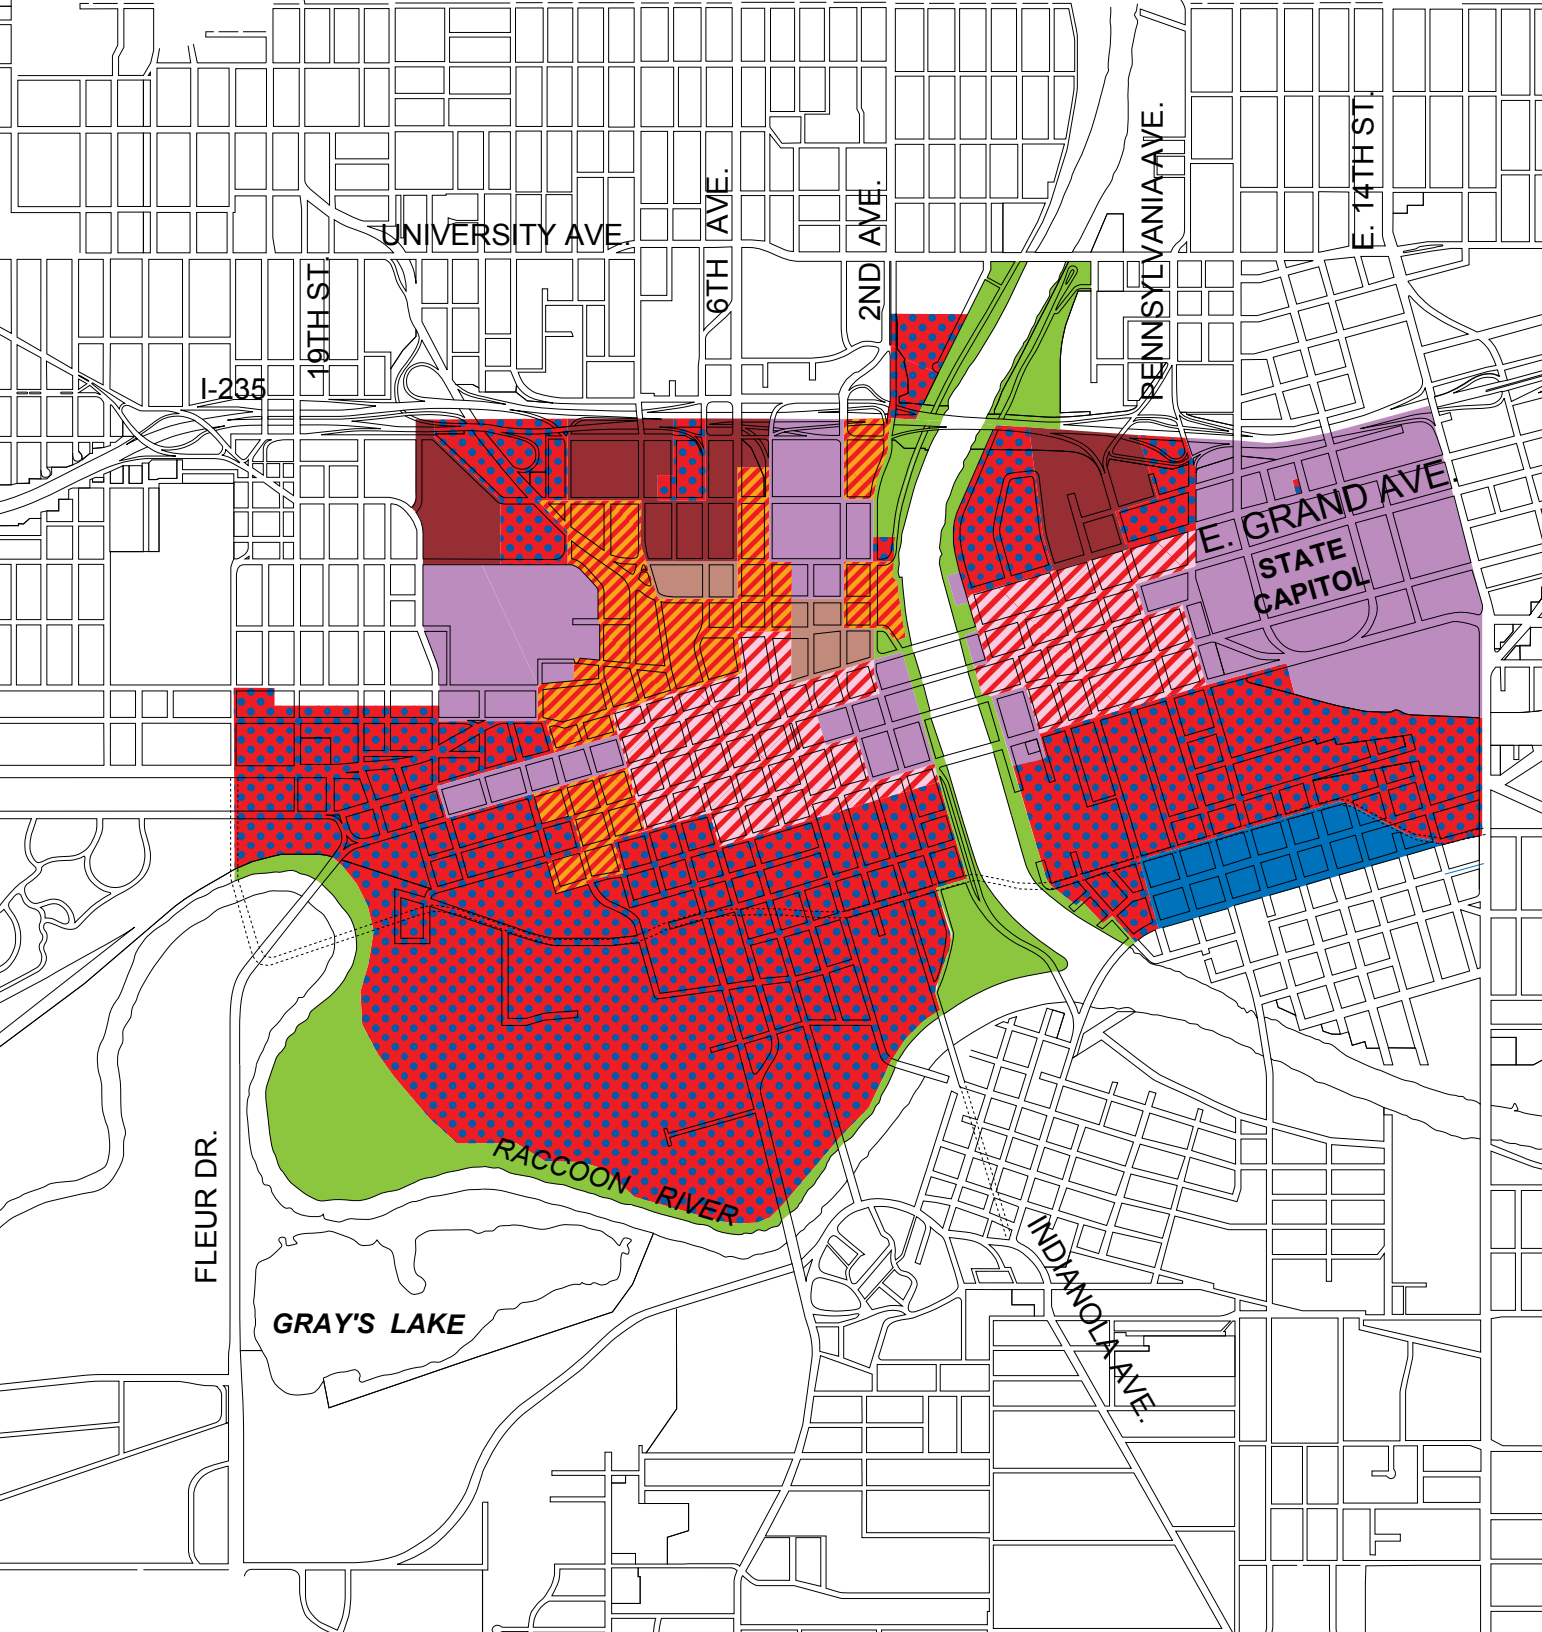 PENNSYLVANIA AVE.
E. 14TH ST.
6TH AVE.
2ND AVE.
UNIVERSITY AVE.
19TH ST.
I-235
E. GRAND AVE.
STATE
CAPITOL
FLEUR DR.
RACCOON RIVER
INDIANOLA AVE.
GRAY'S LAKE